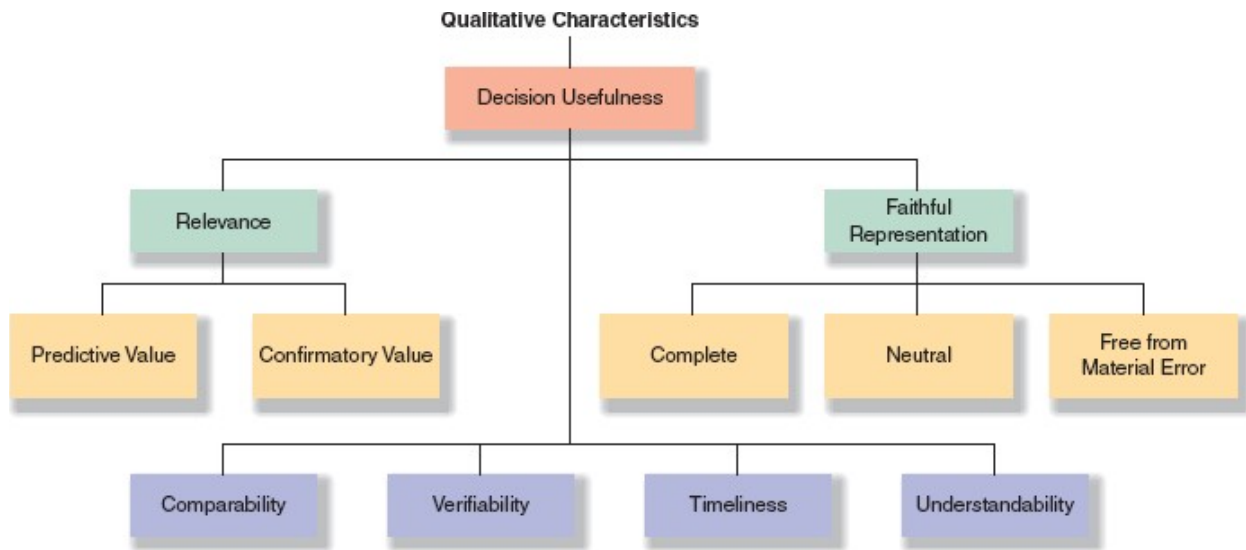 Qualitative Characteristics
Decision Usefulness
Relevance
Faithful
Representation
Predictive Value
Confirmatory Value
Complete
Neutral
Free from
Material Error
Comparability
Verifiability
Timeliness
Understandability